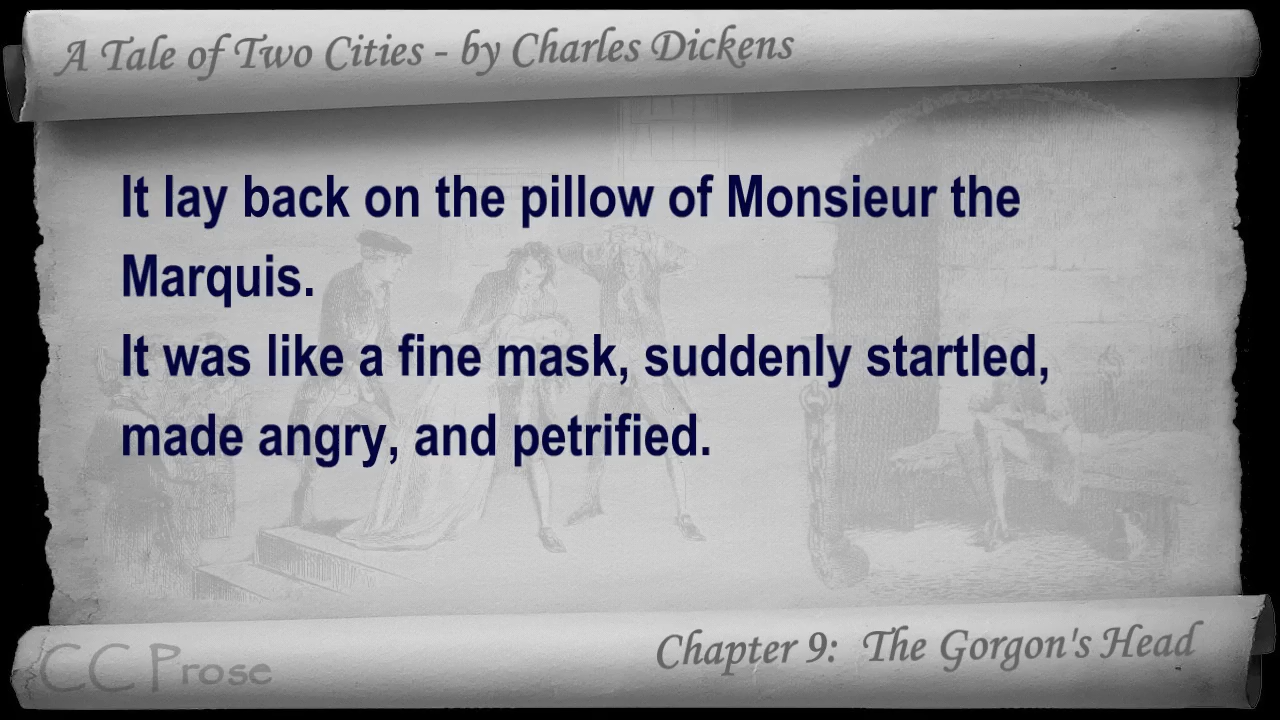 A Tale of Two Cities - by Charles Dickens
It lay back on the pillow of Monsieur the
Marquis.
It was like a fine mask, suddenly startled,
made angry, and petrified.
Chapter 9: The Gorgon's Head
CC Prose